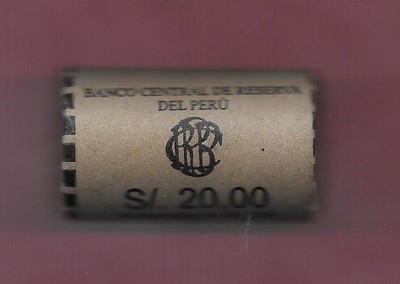 BANCO CENTRAL DE RESERVA
DEL PERÚ
S/. 20.00